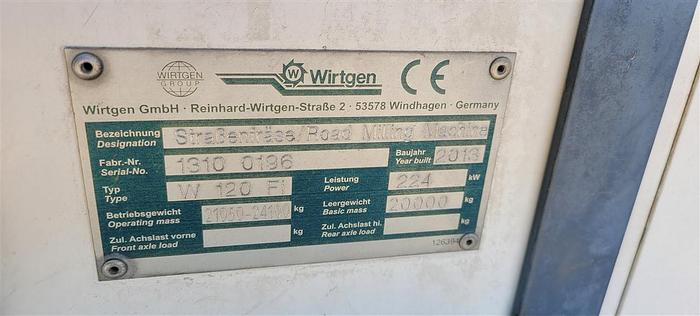 WIRTGEN
GROUP
Wirtgen
CE
Wirtgen GmbH · Reinhard-Wirtgen-Straße 2 · 53578 Windhagen · Germany
Bezeichnung Straßenfräse/Road Milling Machine
Designation
Fabr.-Nr. 1310 0196 Baujahr 2013
Serial-No. Year built
Typ W 120 Fi Leistung 224 kW
Type Power
Betriebsgewicht kg Leergewicht 20000 kg
Operating mass Basic mass
Zul. Achslast vorne kg Zul. Achslast hi. kg
Front axle load Rear axle load